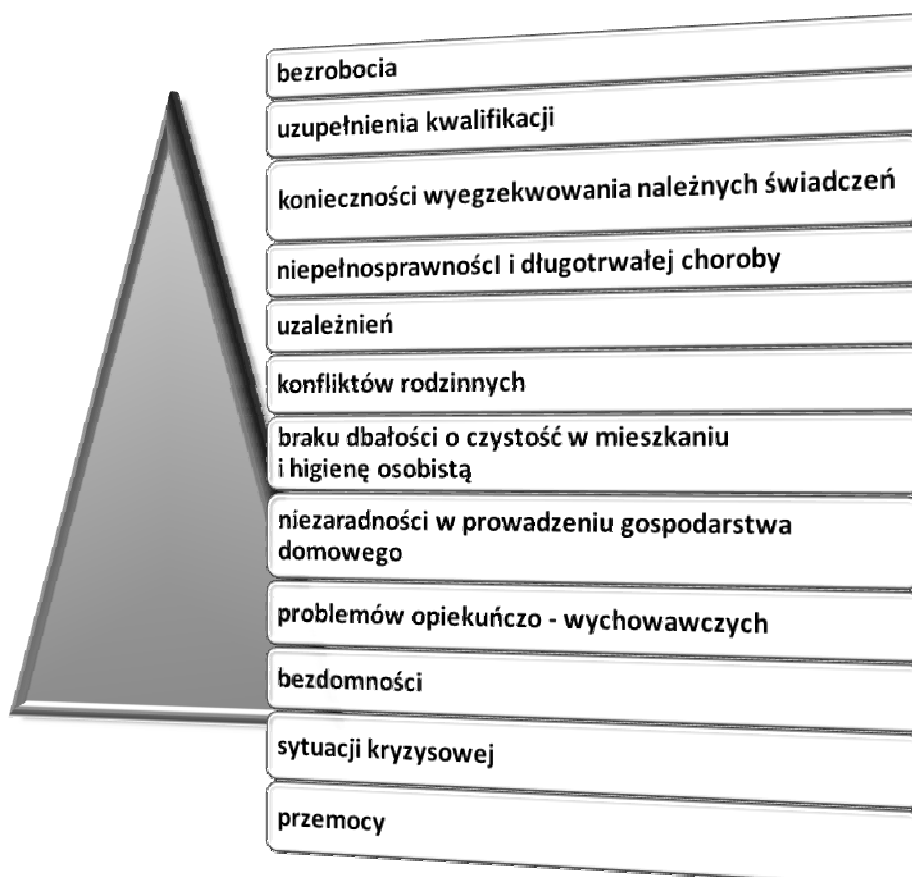 bezrobocia
uzupełnienia kwalifikacji
konieczności wyegzekwowania należnych świadczeń
niepełnosprawności i długotrwałej choroby
uzależnień
konfliktów rodzinnych
braku dbałości o czystość w mieszkaniu
i higienę osobistą
niezaradności w prowadzeniu gospodarstwa
domowego
problemów opiekuńczo - wychowawczych
bezdomności
sytuacji kryzysowej
przemocy